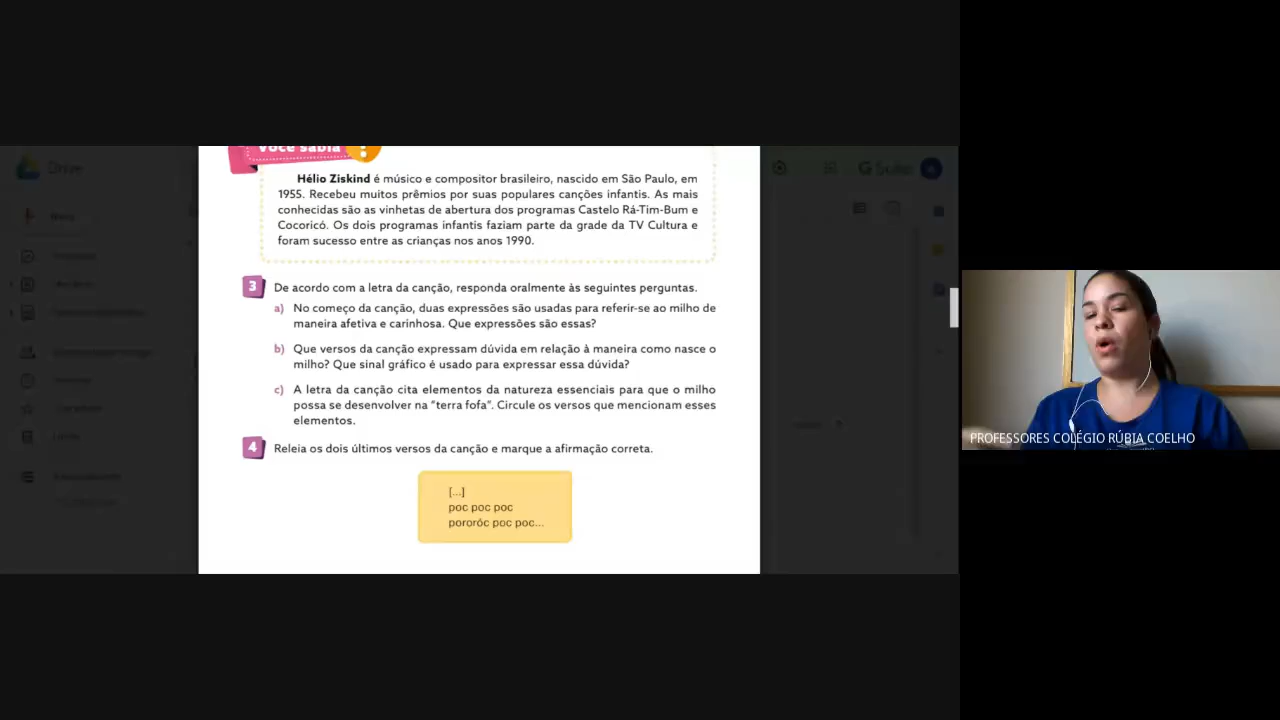 Você sabia
?
Drive
G Suite
Hélio Ziskind é músico e compositor brasileiro, nascido em São Paulo, em
1955. Recebeu muitos prêmios por suas populares canções infantis. As mais
conhecidas são as vinhetas de abertura dos programas Castelo Rá-Tim-Bum e
Cocoricó. Os dois programas infantis faziam parte da grade da TV Cultura e
foram sucesso entre as crianças nos anos 1990.
3 De acordo com a letra da canção, responda oralmente às seguintes perguntas.
a) No começo da canção, duas expressões são usadas para referir-se ao milho de
maneira afetiva e carinhosa. Que expressões são essas?
b) Que versos da canção expressam dúvida em relação à maneira como nasce o
milho? Que sinal gráfico é usado para expressar essa dúvida?
c) A letra da canção cita elementos da natureza essenciais para que o milho
possa se desenvolver na “terra fofa”. Circule os versos que mencionam esses
elementos.
4 Releia os dois últimos versos da canção e marque a afirmação correta.
[...]
poc poc poc
pororóc poc poc...
PROFESSORES COLÉGIO RÚBIA COELHO